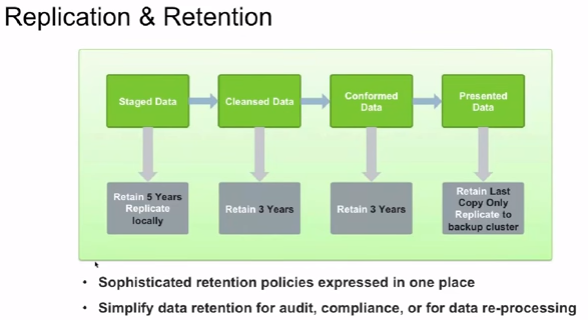 Replication & Retention
Staged Data
Cleansed Data
Conformed
Data
Presented
Data
Retain 5 Years
Replicate
locally
Retain 3 Years
Retain 3 Years
Retain Last
Copy Only
Replicate to
backup cluster
• Sophisticated retention policies expressed in one place
• Simplify data retention for audit, compliance, or for data re-processing